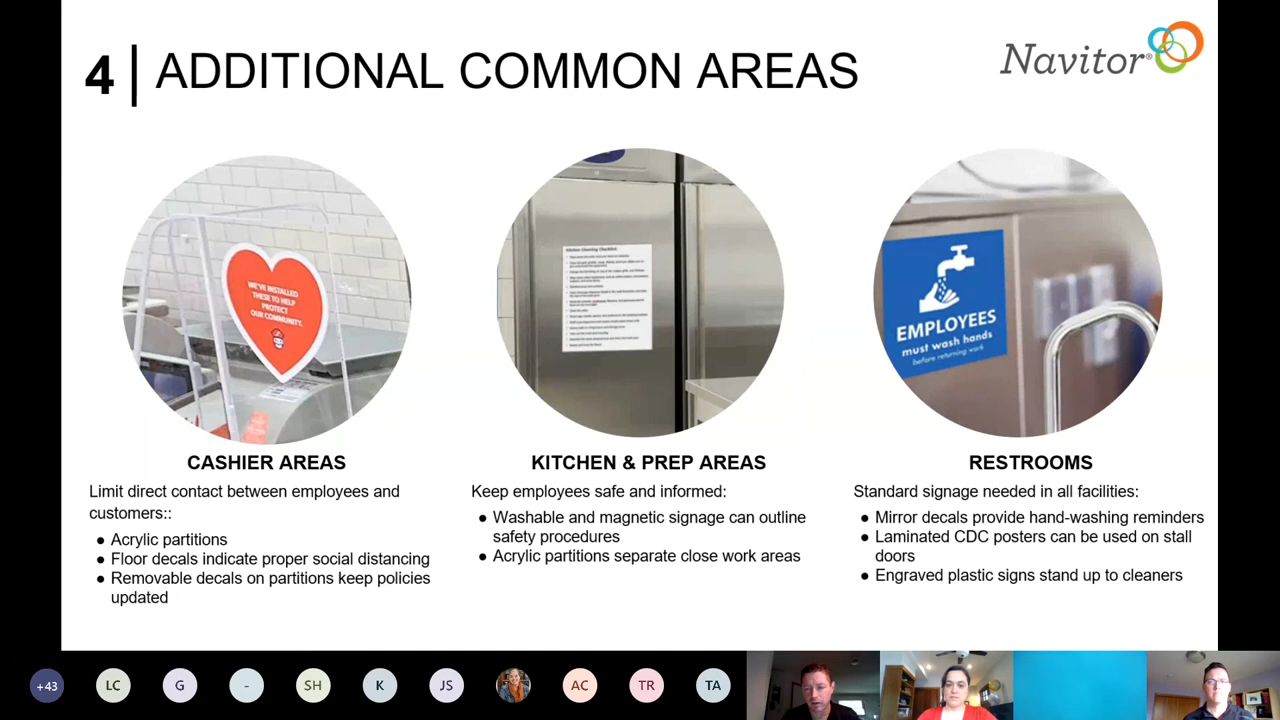 4 | ADDITIONAL COMMON AREAS
Navitor®
WE'VE INSTALLED
THESE TO HELP
PROTECT
OUR COMMUNITY.
Kitchen Cleaning Checklist:
EMPLOYEES
must wash hands
before returning work
CASHIER AREAS
Limit direct contact between employees and
customers::
● Acrylic partitions
● Floor decals indicate proper social distancing
● Removable decals on partitions keep policies
updated
KITCHEN & PREP AREAS
Keep employees safe and informed:
● Washable and magnetic signage can outline
safety procedures
● Acrylic partitions separate close work areas
RESTROOMS
Standard signage needed in all facilities:
● Mirror decals provide hand-washing reminders
● Laminated CDC posters can be used on stall
doors
● Engraved plastic signs stand up to cleaners
+43 LC G - SH K JS AC TR TA